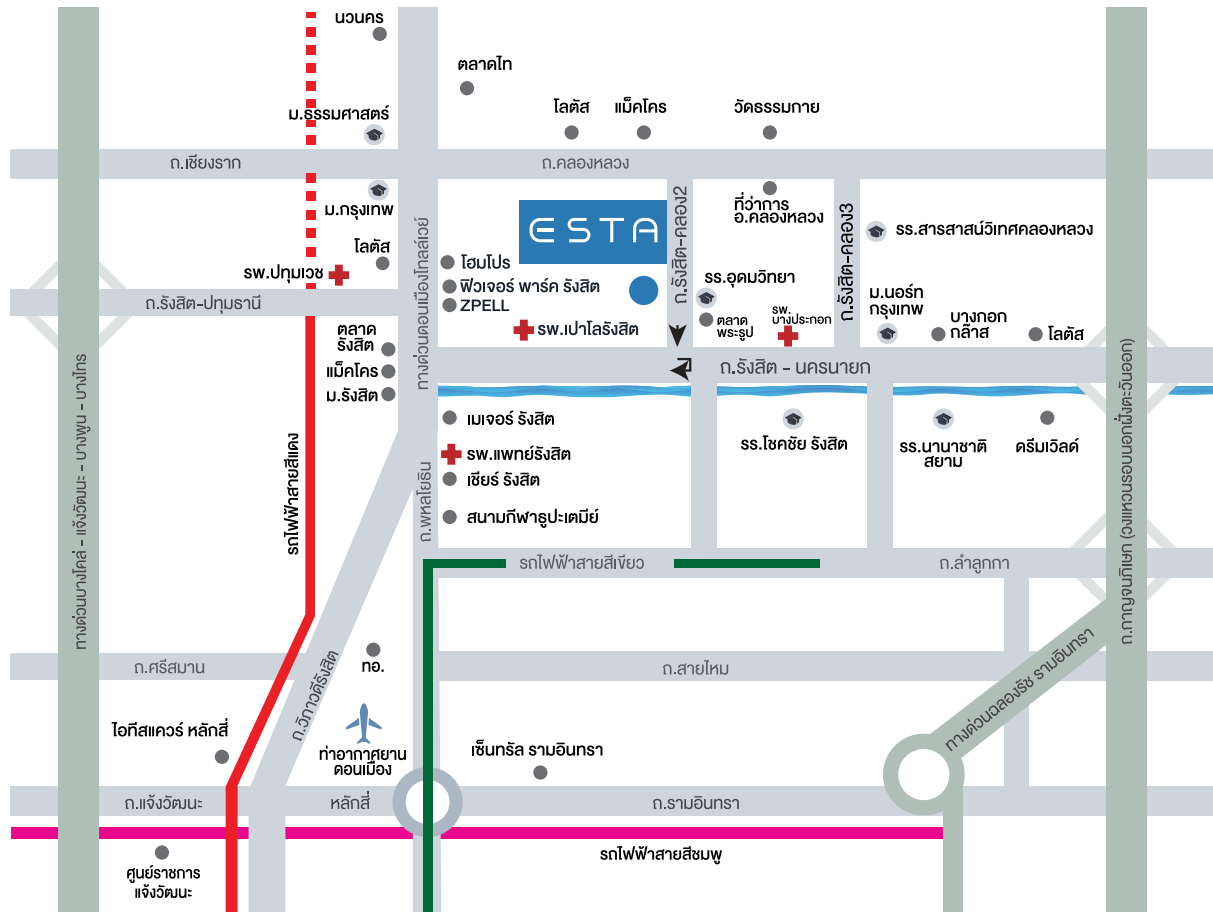 นวนคร
ตลาดไท
ม.ธรรมศาสตร์
โลตัส
แม็คโคร
วัดธรรมกาย
ถ.เชียงราก
ถ.คลองหลวง
ม.กรุงเทพ
ESTA
ถ.รังสิต-คลอง2
ที่ว่าการ
อ.คลองหลวง
ถ.รังสิต-คลอง3
รร.สารสาสน์วิเทศคลองหลวง
ทางด่วนดอนเมืองโทลล์เวย์
โลตัส
รพ.ปทุมเวช
โฮมโปร
ฟิวเจอร์ พาร์ค รังสิต
ZPELL
รพ.เปาโลรังสิต
รร.อุดมวิทยา
ตลาด
พระรูป
รพ.
บางปะกอก
ม.นอร์ท
กรุงเทพ
บางกอก
กล๊าส
โลตัส
ถ.รังสิต-ปทุมธานี
ตลาด
รังสิต
แม็คโคร
ม.รังสิต
ถ.รังสิต - นครนายก
เมเจอร์ รังสิต
รพ.แพทย์รังสิต
เซียร์ รังสิต
สนามกีฬาธูปะเตมีย์
รร.โชคชัย รังสิต
รร.นานาชาติ
สยาม
ดรีมเวิลด์
ทางด่วนบางโคล่ - แจ้งวัฒนะ - บางพูน - บางไทร
รถไฟฟ้าสายสีแดง
ถ.พหลโยธิน
ถ.กาญจนภิเษก (วงแหวนรอบนอกฝั่งตะวันออก)
รถไฟฟ้าสายสีเขียว
ถ.ลำลูกกา
ถ.ศรีสมาน
ถ.วิภาวดีรังสิต
ทอ.
ถ.สายไหม
ทางด่วนฉลองรัช รามอินทรา
ไอทีสแควร์ หลักสี่
ท่าอากาศยาน
ดอนเมือง
เซ็นทรัล รามอินทรา
ถ.แจ้งวัฒนะ
หลักสี่
ถ.รามอินทรา
รถไฟฟ้าสายสีชมพู
ศูนย์ราชการ
แจ้งวัฒนะ